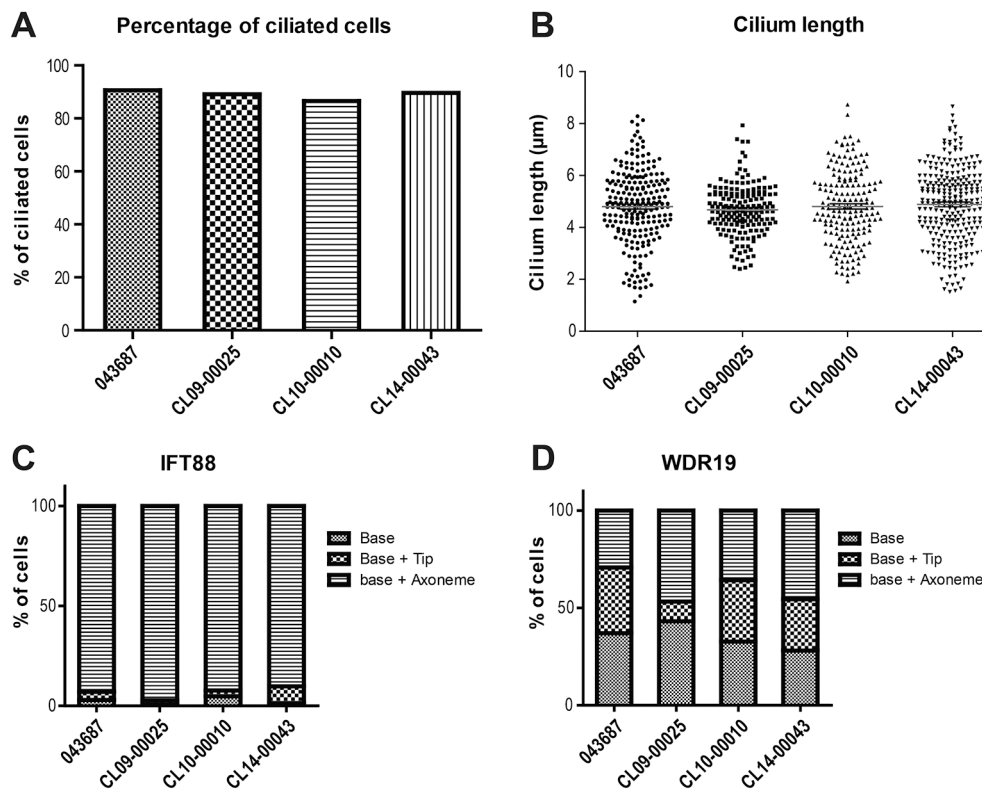 A
Percentage of ciliated cells
% of ciliated cells
100
80
60
40
20
0
043687
CL09-00025
CL10-00010
CL14-00043
B
Cilium length
Cilium length (µm)
10
8
6
4
2
0
043687
CL09-00025
CL10-00010
CL14-00043
C
IFT88
% of cells
100
50
0
043687
CL09-00025
CL10-00010
CL14-00043
Base
Base + Tip
base + Axoneme
D
WDR19
% of cells
100
50
0
043687
CL09-00025
CL10-00010
CL14-00043
Base
Base + Tip
base + Axoneme